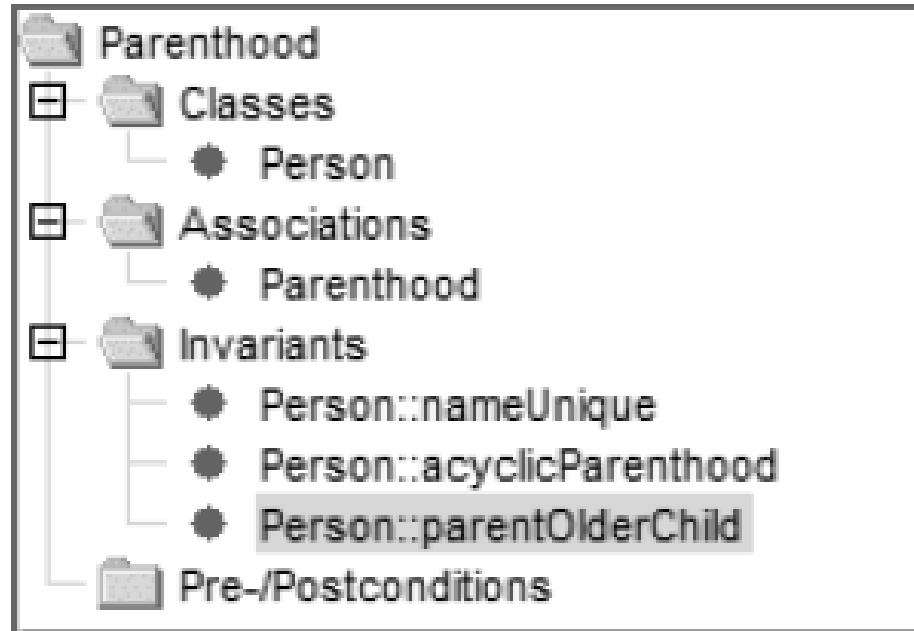 Parenthood
Classes
Person
Associations
Parenthood
Invariants
Person::nameUnique
Person::acyclicParenthood
Person::parentOlderChild
Pre-/Postconditions